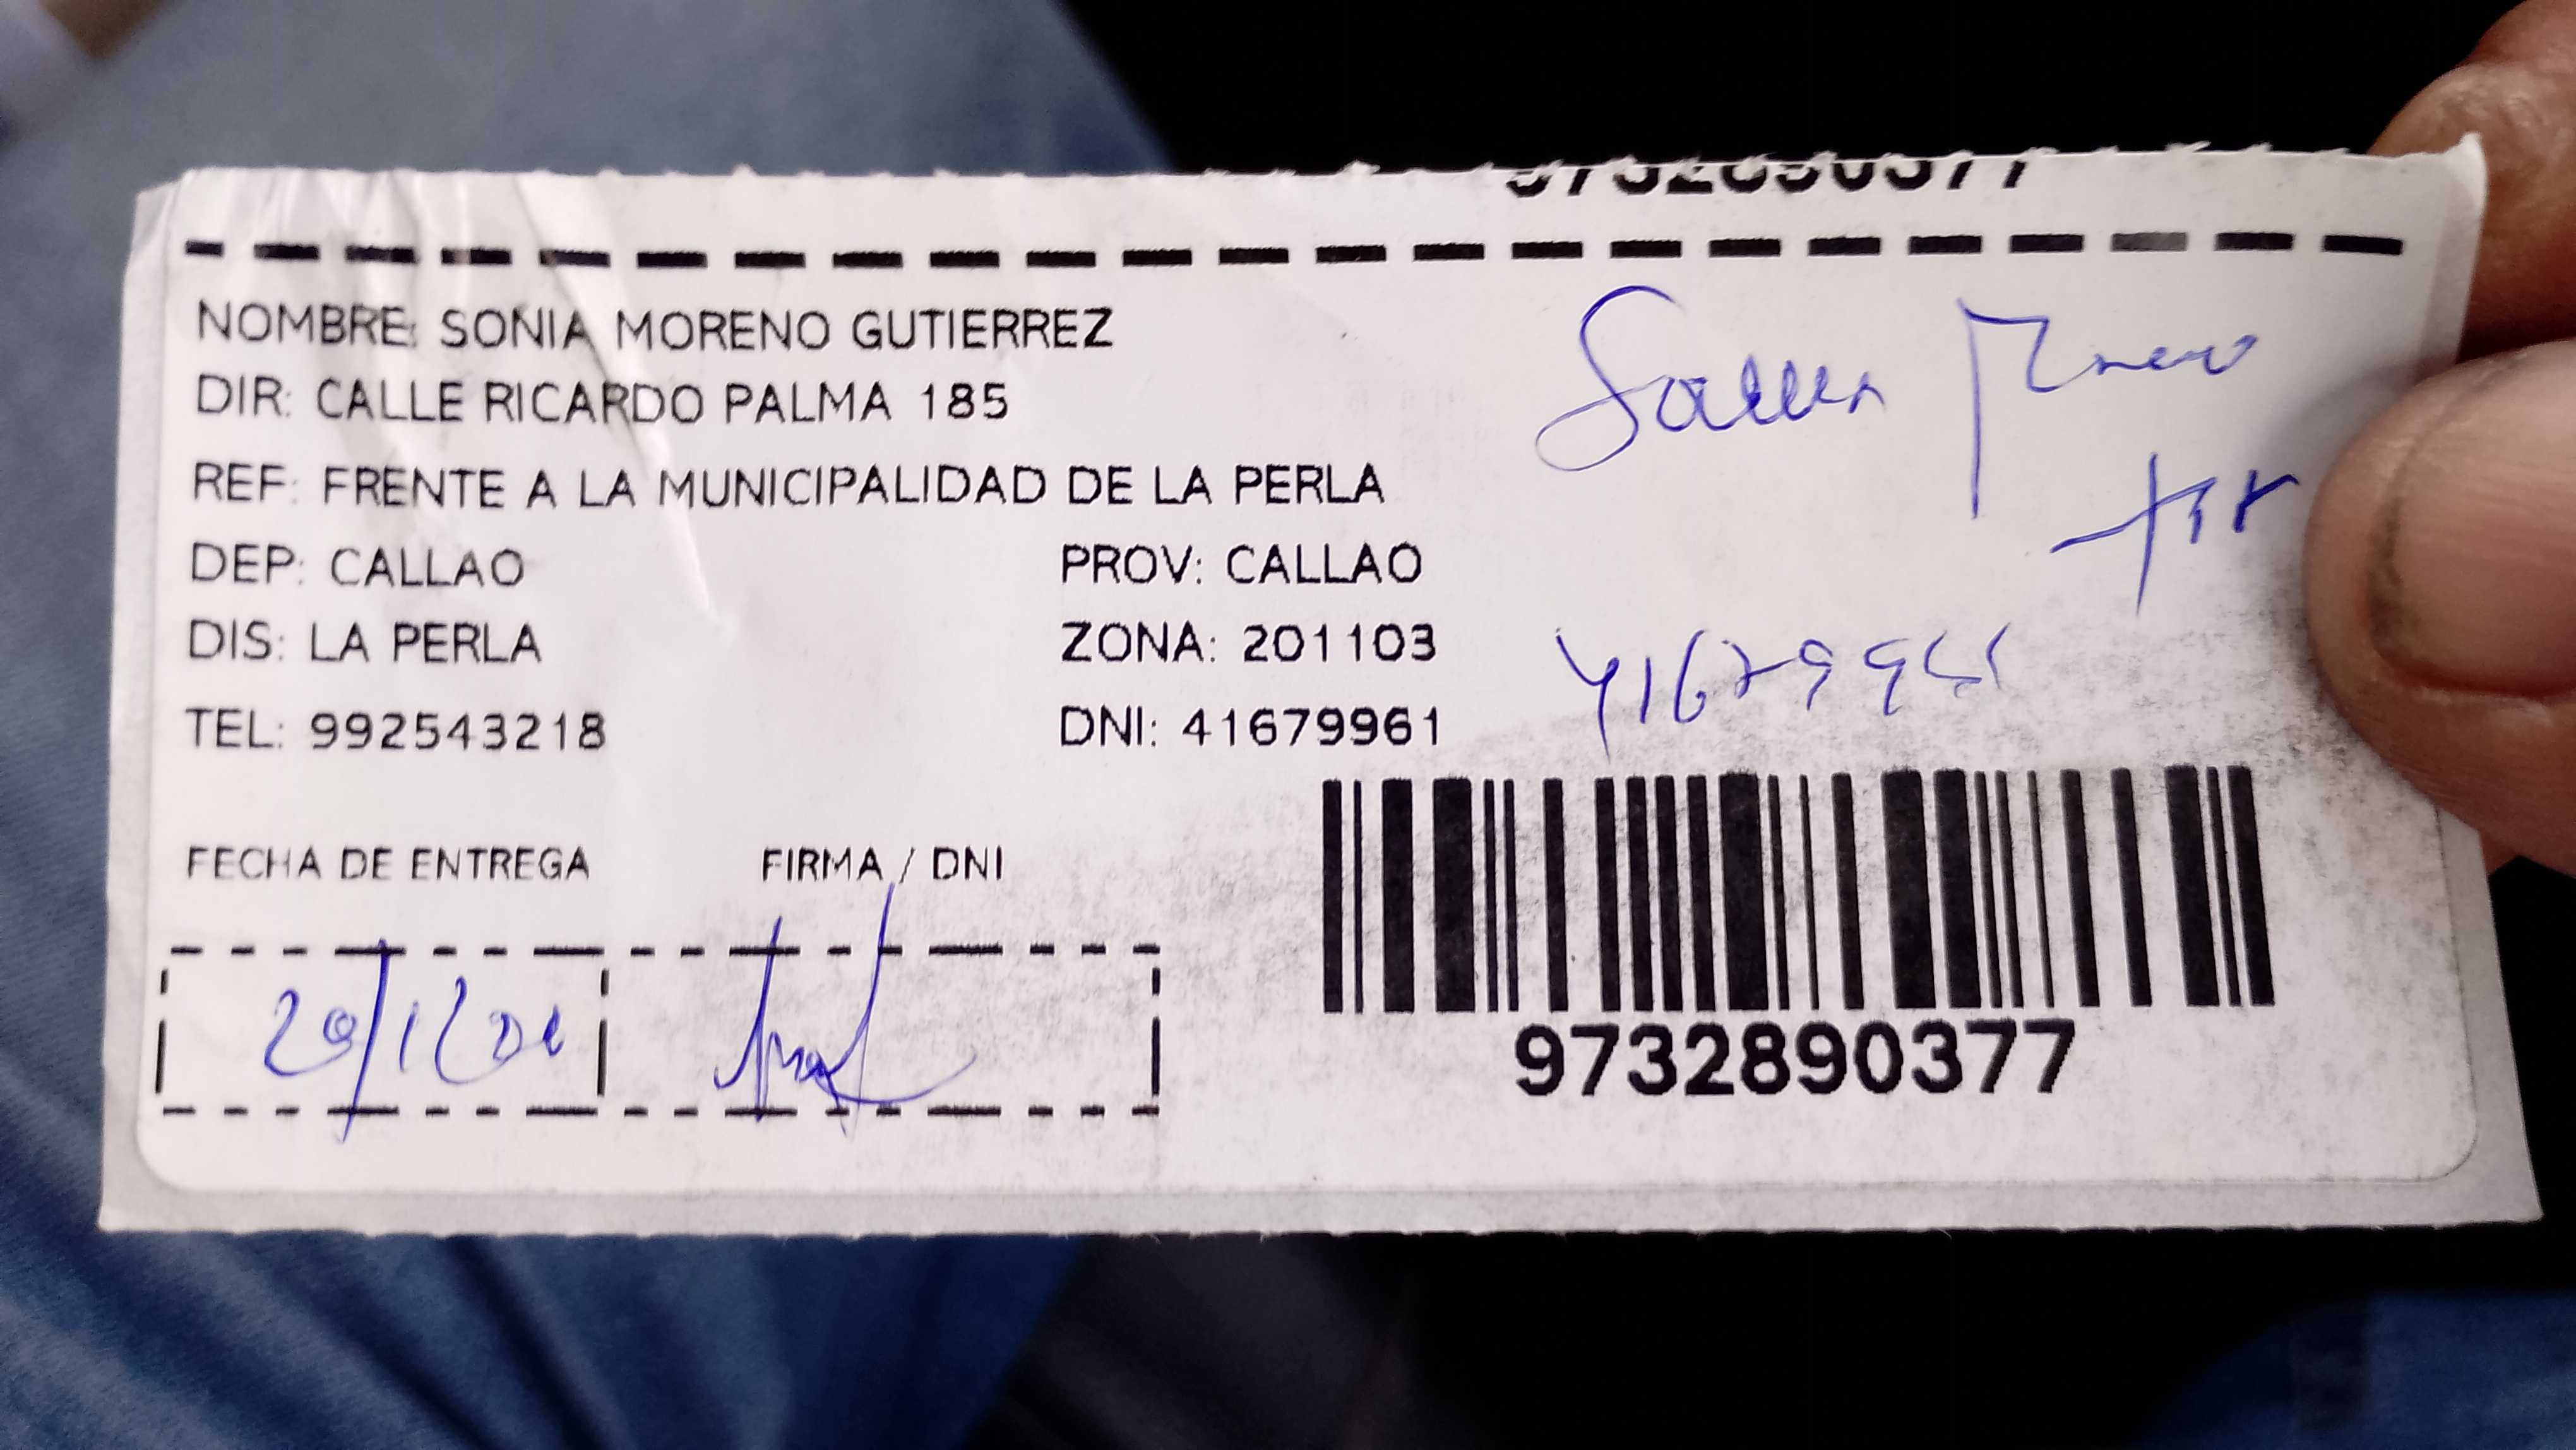 9732890377
NOMBRE: SONIA MORENO GUTIERREZ
DIR: CALLE RICARDO PALMA 185
REF: FRENTE A LA MUNICIPALIDAD DE LA PERLA
DEP: CALLAO PROV: CALLAO
DIS: LA PERLA ZONA: 201103
TEL: 992543218 DNI: 41679961
FECHA DE ENTREGA FIRMA / DNI
9732890377